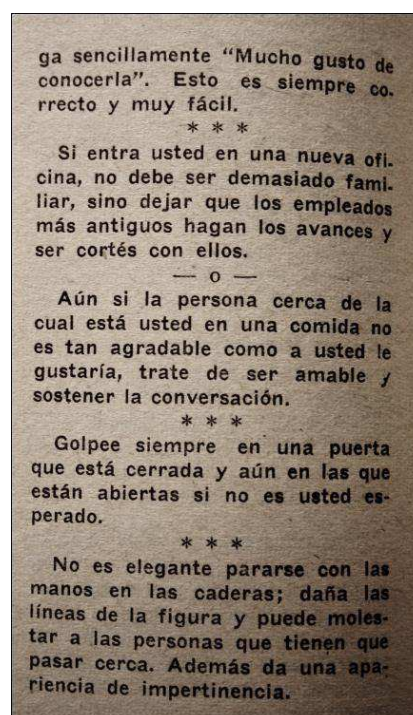 ga sencillamente “Mucho gusto de
conocerla”. Esto es siempre co.
rrecto y muy fácil.
* * *
Si entra usted en una nueva ofi.
cina, no debe ser demasiado fami.
liar, sino dejar que los empleados
más antiguos hagan los avances y
ser cortés con ellos.
— o —
Aún si la persona cerca de la
cual está usted en una comida no
es tan agradable como a usted le
gustaría, trate de ser amable y
sostener la conversación.
* * *
Golpee siempre en una puerta
que está cerrada y aún en las que
están abiertas si no es usted es-
perado.
* * *
No es elegante pararse con las
manos en las caderas; daña las
líneas de la figura y puede moles-
tar a las personas que tienen que
pasar cerca. Además da una apa-
riencia de impertinencia.